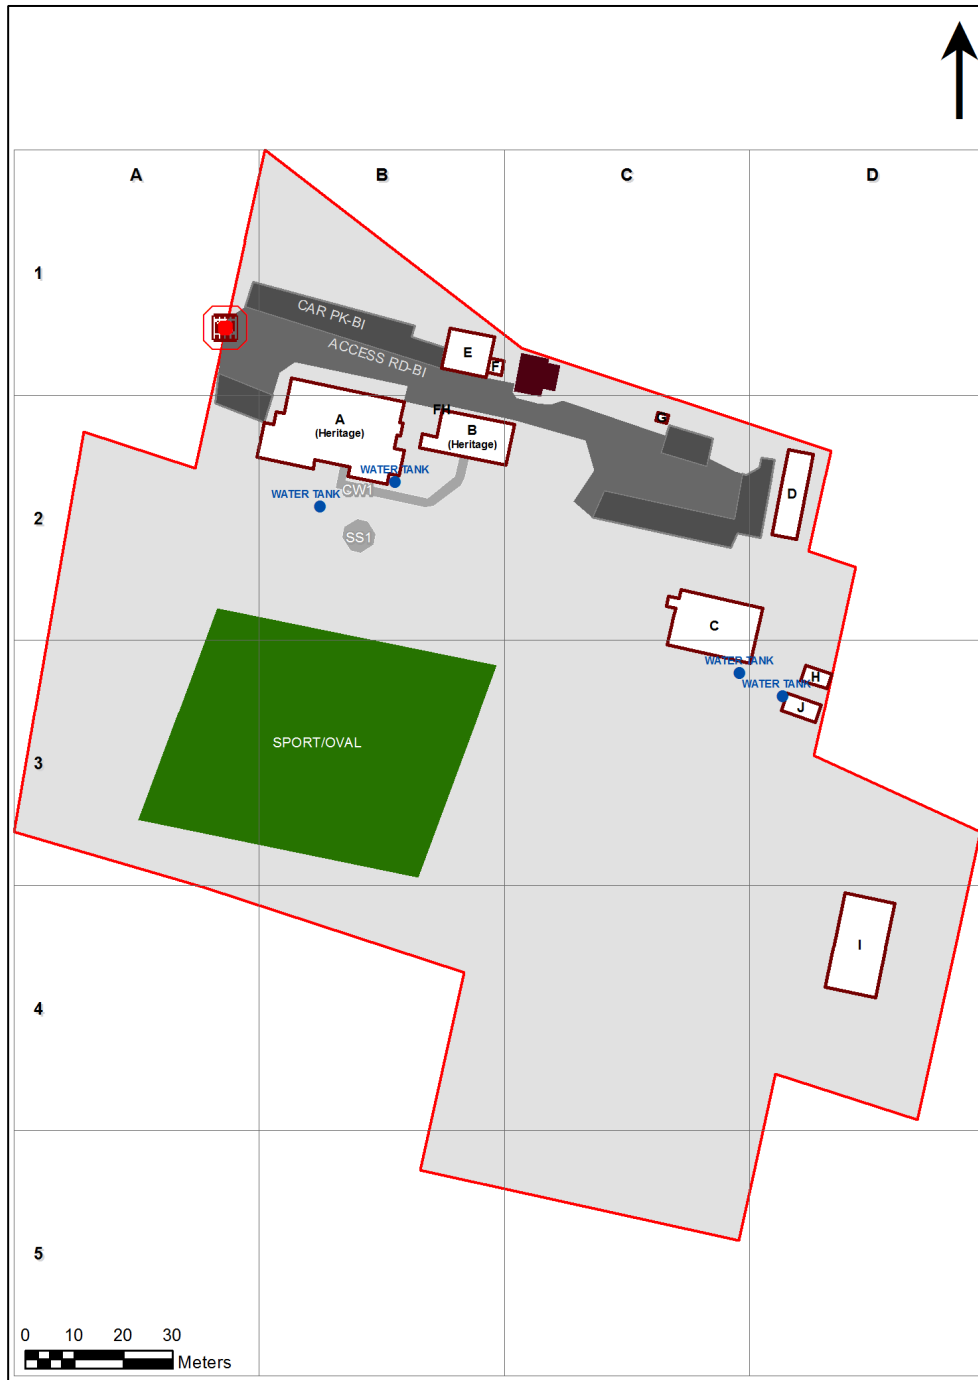 A B C D
1
CAR PK-BI
ACCESS RD-BI
E
F
FH
G
A
(Heritage)
B
(Heritage)
D
WATER TANK
CW1
WATER TANK
2
SS1
C
WATER TANK
H
WATER TANK
J
SPORT/OVAL
3
I
4
5
0 10 20 30
Meters